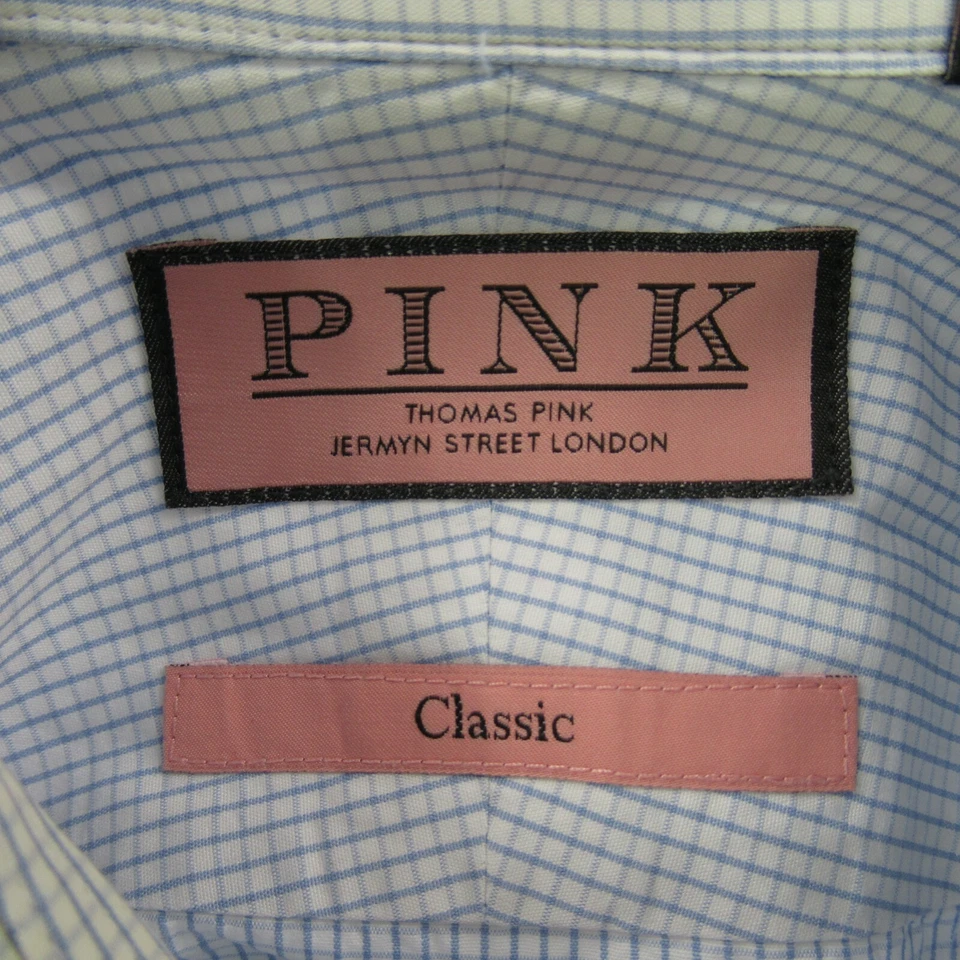 PINK
THOMAS PINK
JERMYN STREET LONDON
Classic